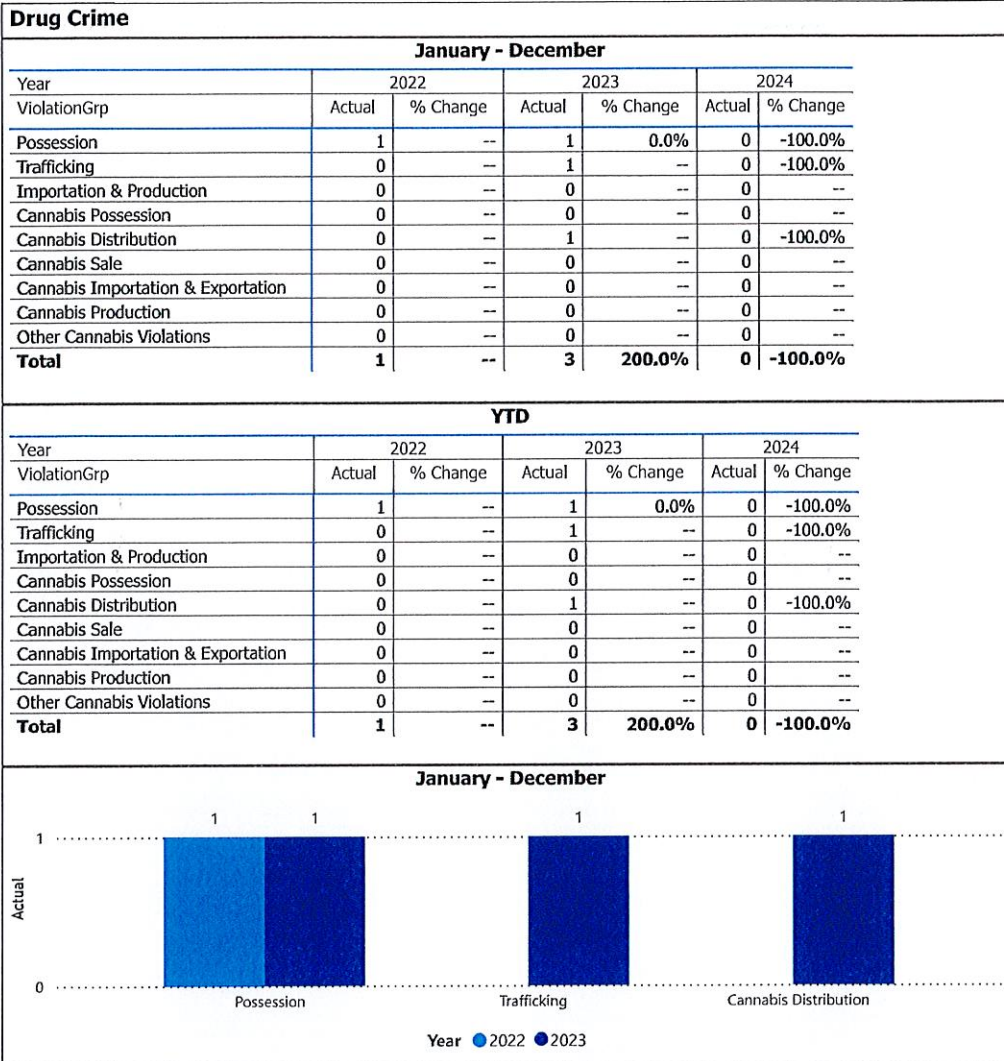 Drug Crime
January - December
Year 2022 2023 2024
ViolationGrp Actual % Change Actual % Change Actual % Change
Possession 1 -- 1 0.0% 0 -100.0%
Trafficking 0 -- 1 -- 0 -100.0%
Importation & Production 0 -- 0 -- 0 --
Cannabis Possession 0 -- 0 -- 0 --
Cannabis Distribution 0 -- 1 -- 0 -100.0%
Cannabis Sale 0 -- 0 -- 0 --
Cannabis Importation & Exportation 0 -- 0 -- 0 --
Cannabis Production 0 -- 0 -- 0 --
Other Cannabis Violations 0 -- 0 -- 0 --
Total 1 -- 3 200.0% 0 -100.0%
YTD
Year 2022 2023 2024
ViolationGrp Actual % Change Actual % Change Actual % Change
Possession 1 -- 1 0.0% 0 -100.0%
Trafficking 0 -- 1 -- 0 -100.0%
Importation & Production 0 -- 0 -- 0 --
Cannabis Possession 0 -- 0 -- 0 --
Cannabis Distribution 0 -- 1 -- 0 -100.0%
Cannabis Sale 0 -- 0 -- 0 --
Cannabis Importation & Exportation 0 -- 0 -- 0 --
Cannabis Production 0 -- 0 -- 0 --
Other Cannabis Violations 0 -- 0 -- 0 --
Total 1 -- 3 200.0% 0 -100.0%
January - December
1 1 1 1
1
Actual
0
Possession Trafficking Cannabis Distribution
Year 2022 2023